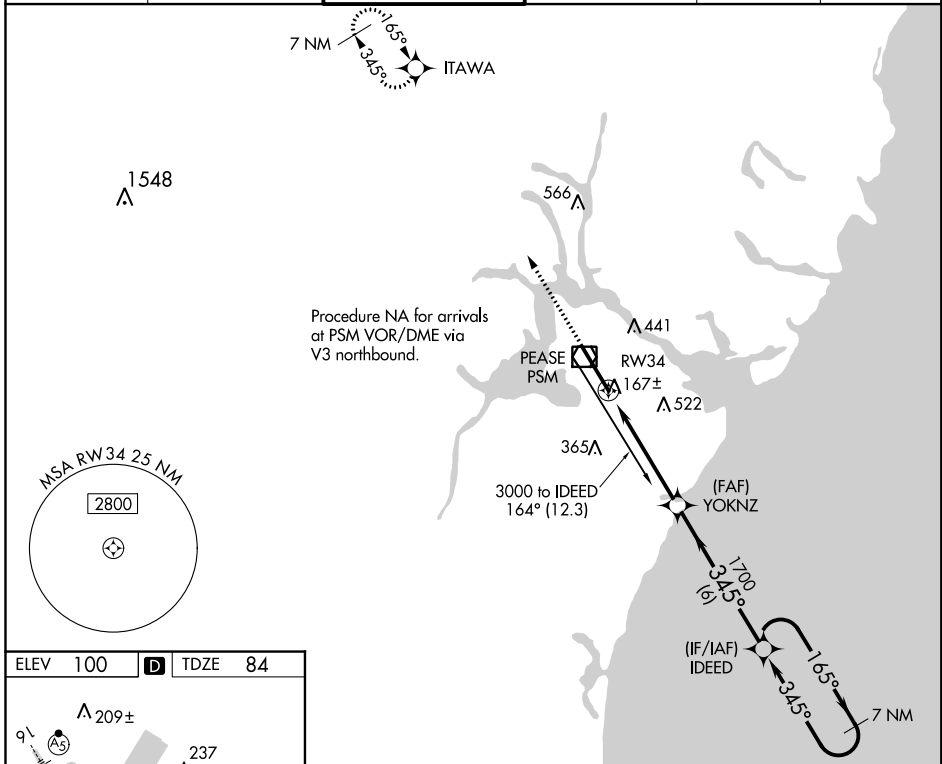 165°
7 NM
345°
ITAWA
1548
566
Procedure NA for arrivals
at PSM VOR/DME via
V3 northbound.
441
PEASE
PSM
RW34
167±
522
365
MSA RW34 25 NM
2800
3000 to IDEED
164° (12.3)
(FAF)
YOKNZ
1700
345°
(6)
(IF/IAF)
IDEED
165°
345°
7 NM
ELEV 100 D TDZE 84
209±
16
A5
237